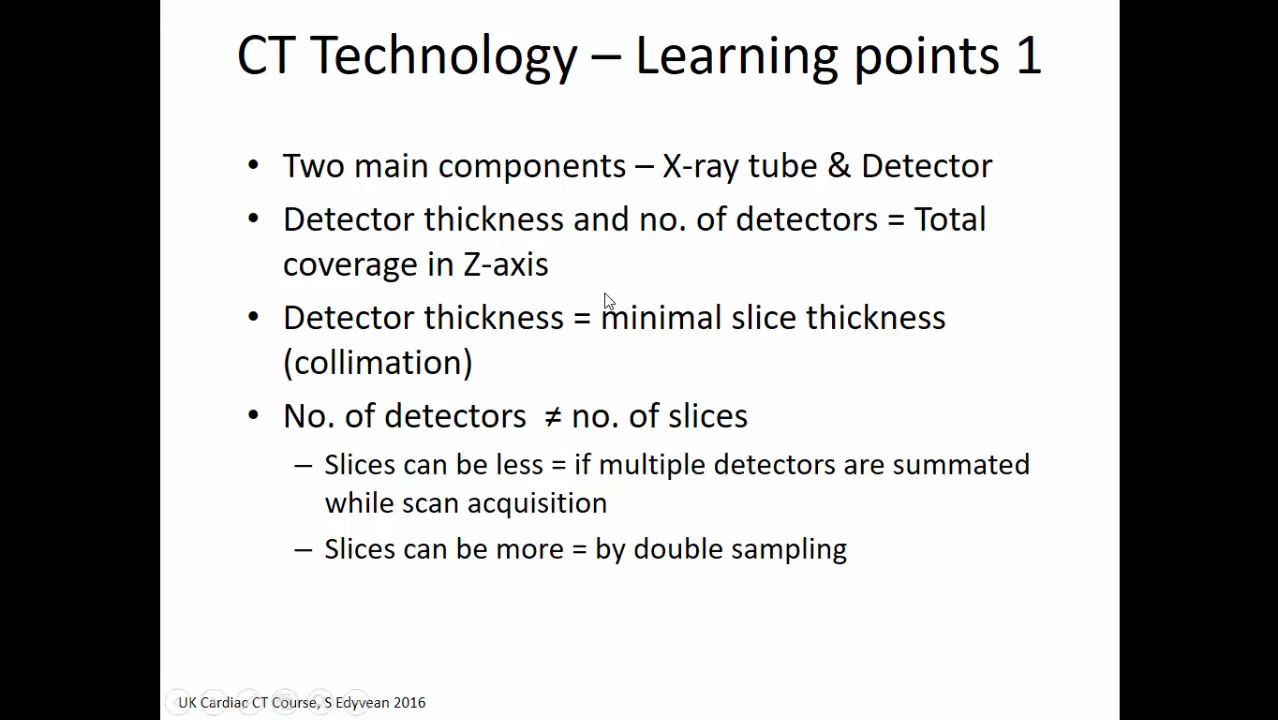 CT Technology – Learning points 1
• Two main components – X-ray tube & Detector
• Detector thickness and no. of detectors = Total
coverage in Z-axis
• Detector thickness = minimal slice thickness
(collimation)
• No. of detectors ≠ no. of slices
– Slices can be less = if multiple detectors are summated
while scan acquisition
– Slices can be more = by double sampling
UK Cardiac CT Course, S Edyvean 2016